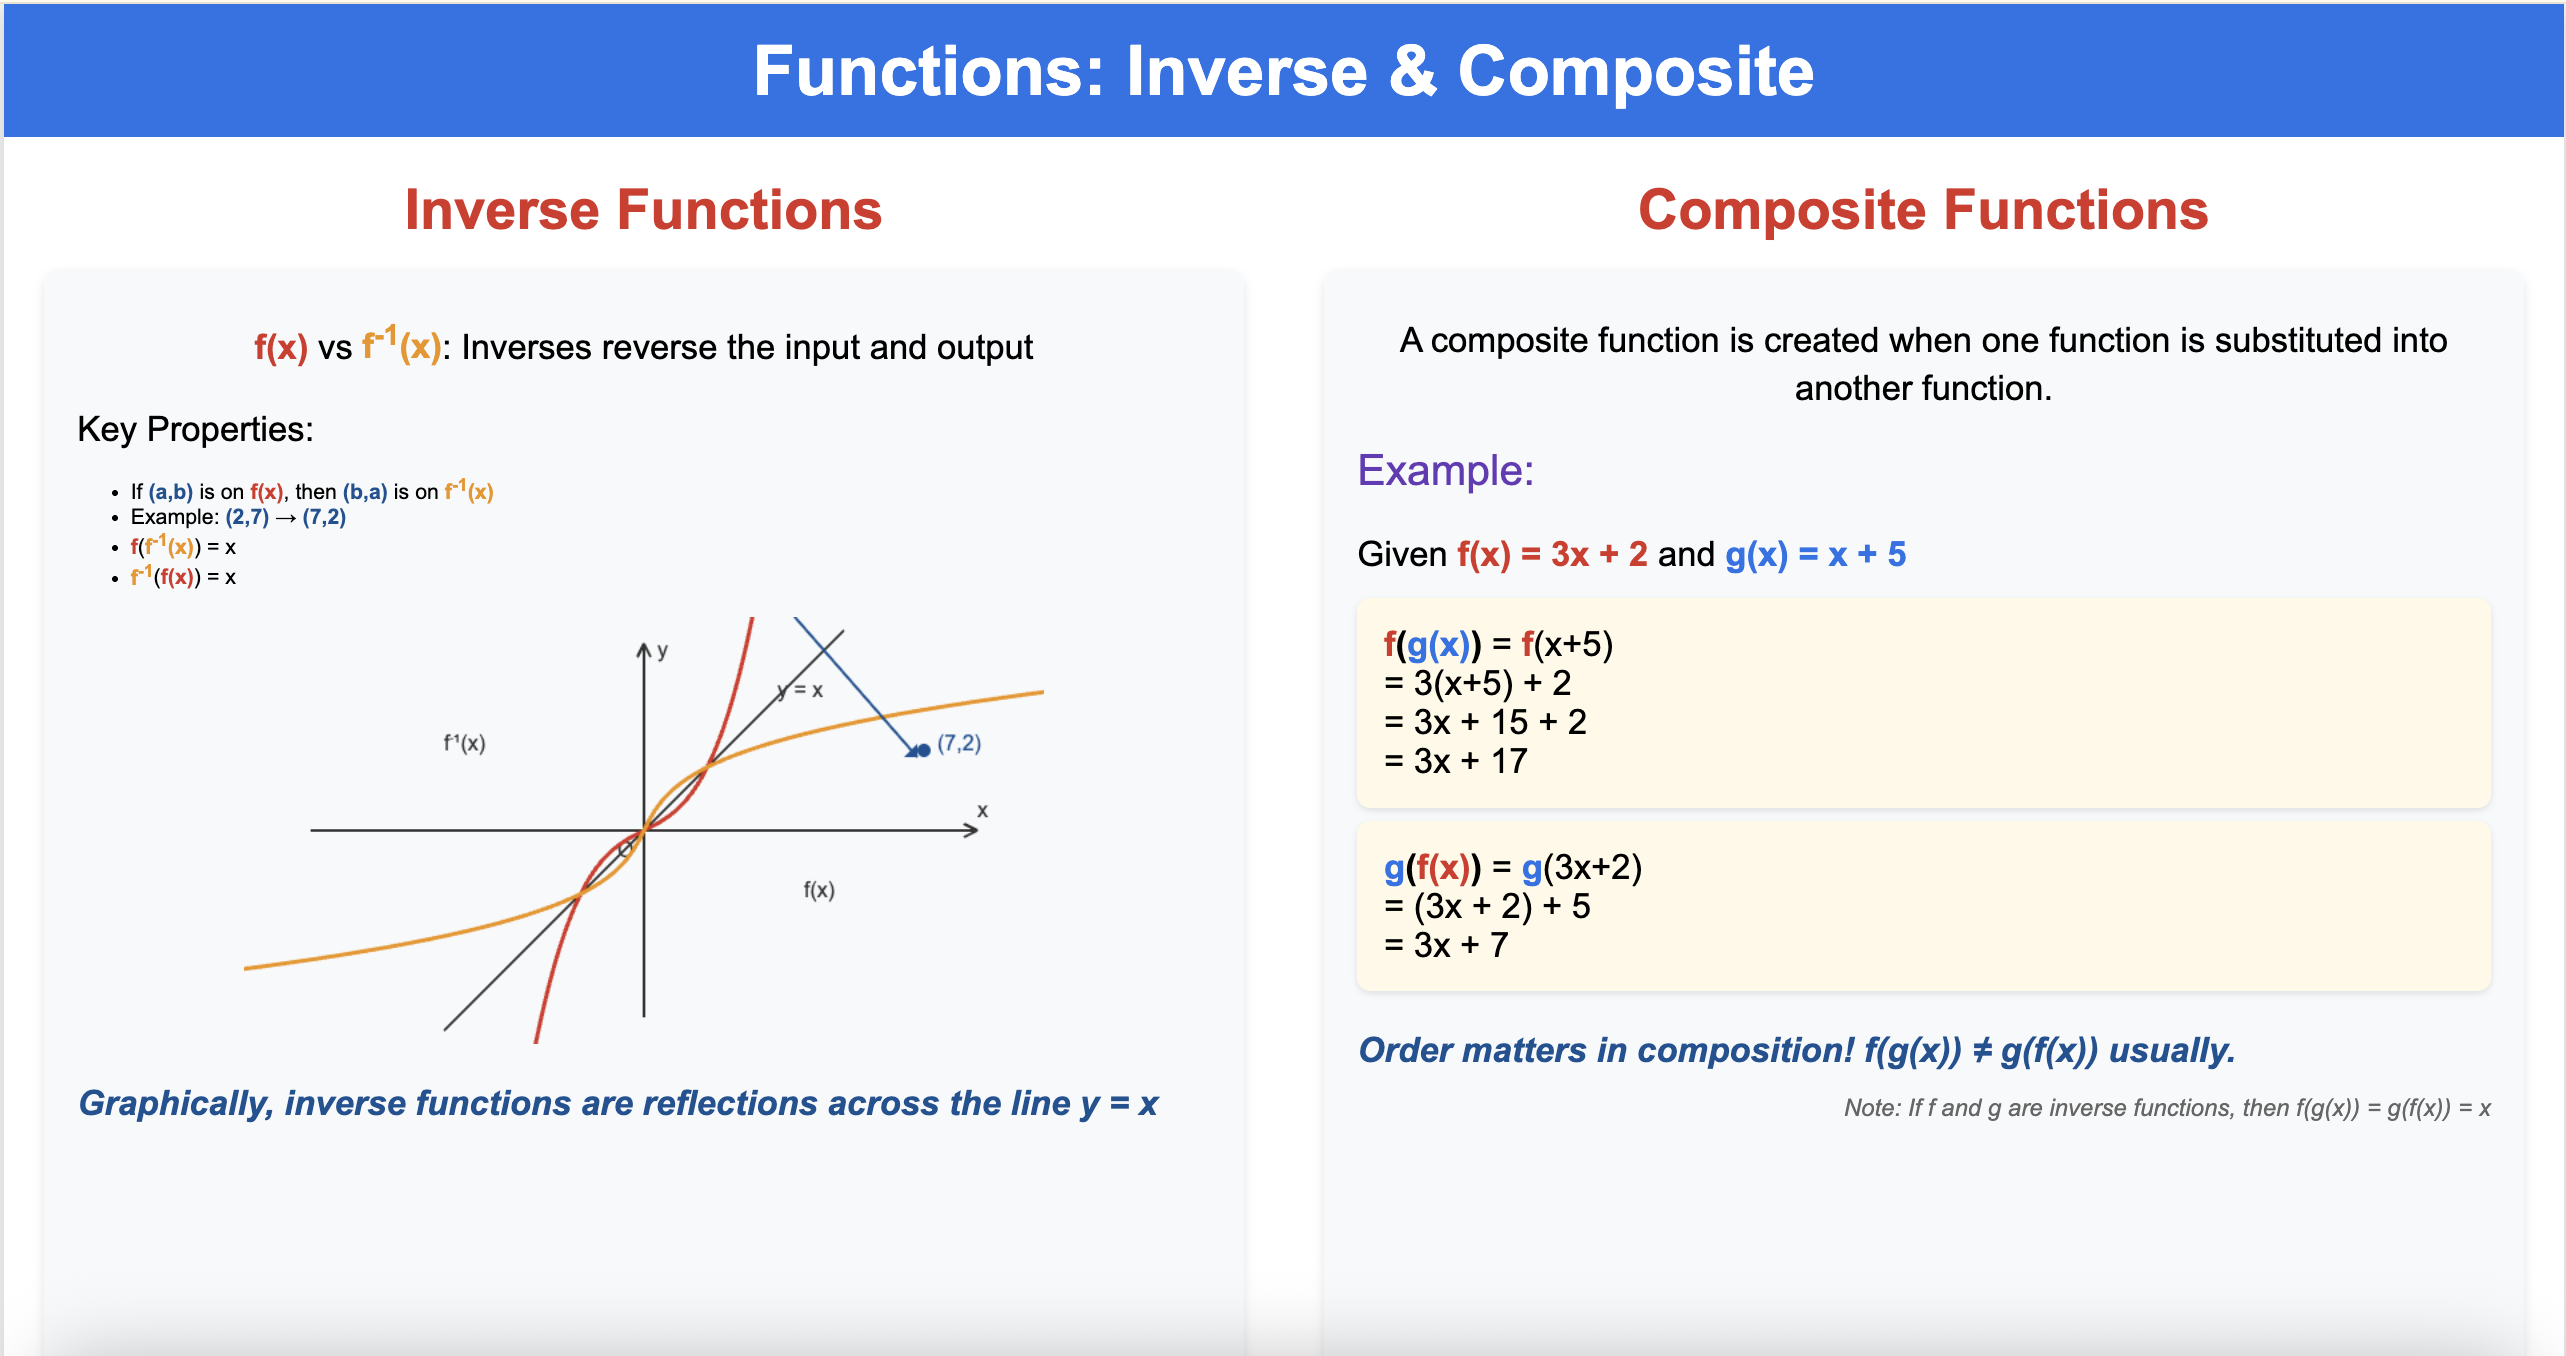 Functions: Inverse & Composite
Inverse Functions
f(x) vs f⁻¹(x): Inverses reverse the input and output
Key Properties:
• If (a,b) is on f(x), then (b,a) is on f⁻¹(x)
• Example: (2,7) → (7,2)
• f(f⁻¹(x)) = x
• f⁻¹(f(x)) = x
y
y = x
f⁻¹(x)
(7,2)
x
O
f(x)
Graphically, inverse functions are reflections across the line y = x
Composite Functions
A composite function is created when one function is substituted into
another function.
Example:
Given f(x) = 3x + 2 and g(x) = x + 5
f(g(x)) = f(x+5)
= 3(x+5) + 2
= 3x + 15 + 2
= 3x + 17
g(f(x)) = g(3x+2)
= (3x + 2) + 5
= 3x + 7
Order matters in composition! f(g(x)) ≠ g(f(x)) usually.
Note: If f and g are inverse functions, then f(g(x)) = g(f(x)) = x